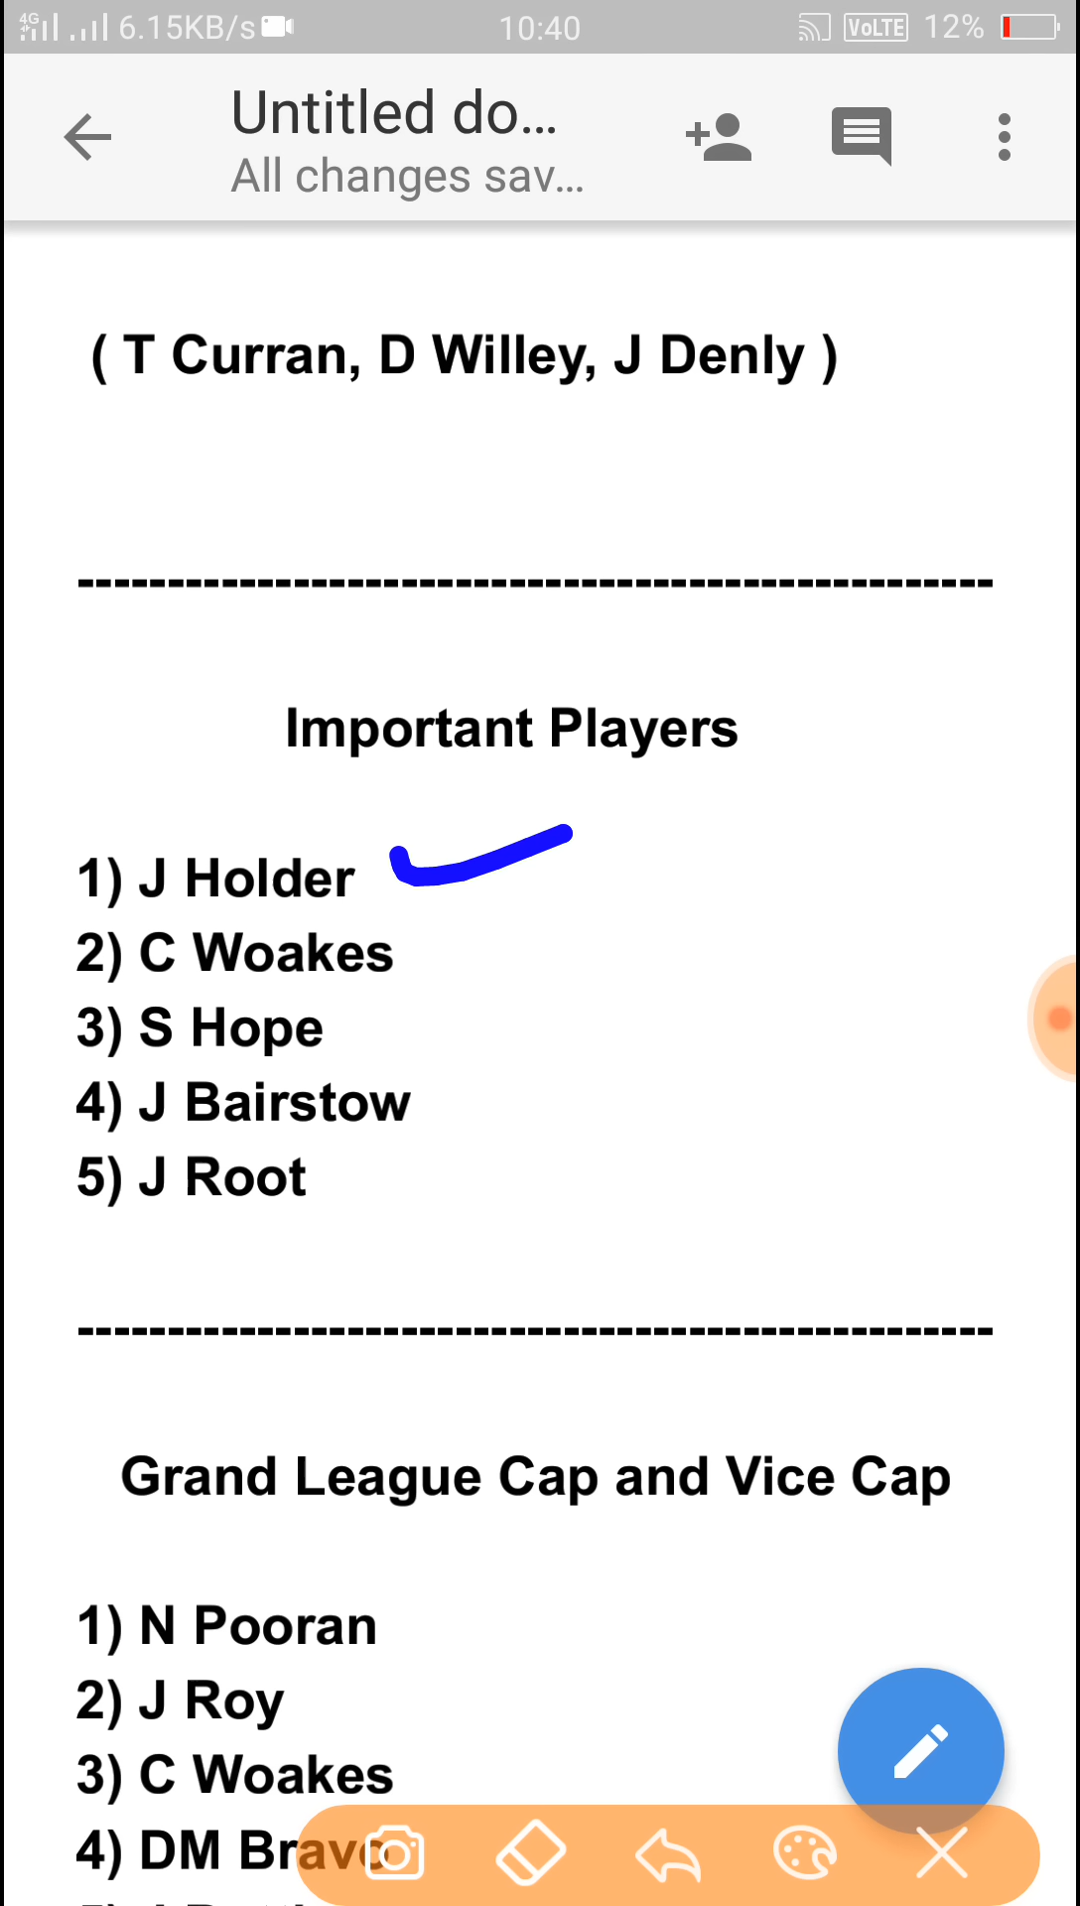 4G 6.15KB/s 10:40 VoLTE 12%
Untitled do...
All changes sav...
( T Curran, D Willey, J Denly )
--------------------------------------------------
Important Players
1) J Holder
2) C Woakes
3) S Hope
4) J Bairstow
5) J Root
--------------------------------------------------
Grand League Cap and Vice Cap
1) N Pooran
2) J Roy
3) C Woakes
4) DM Bravo